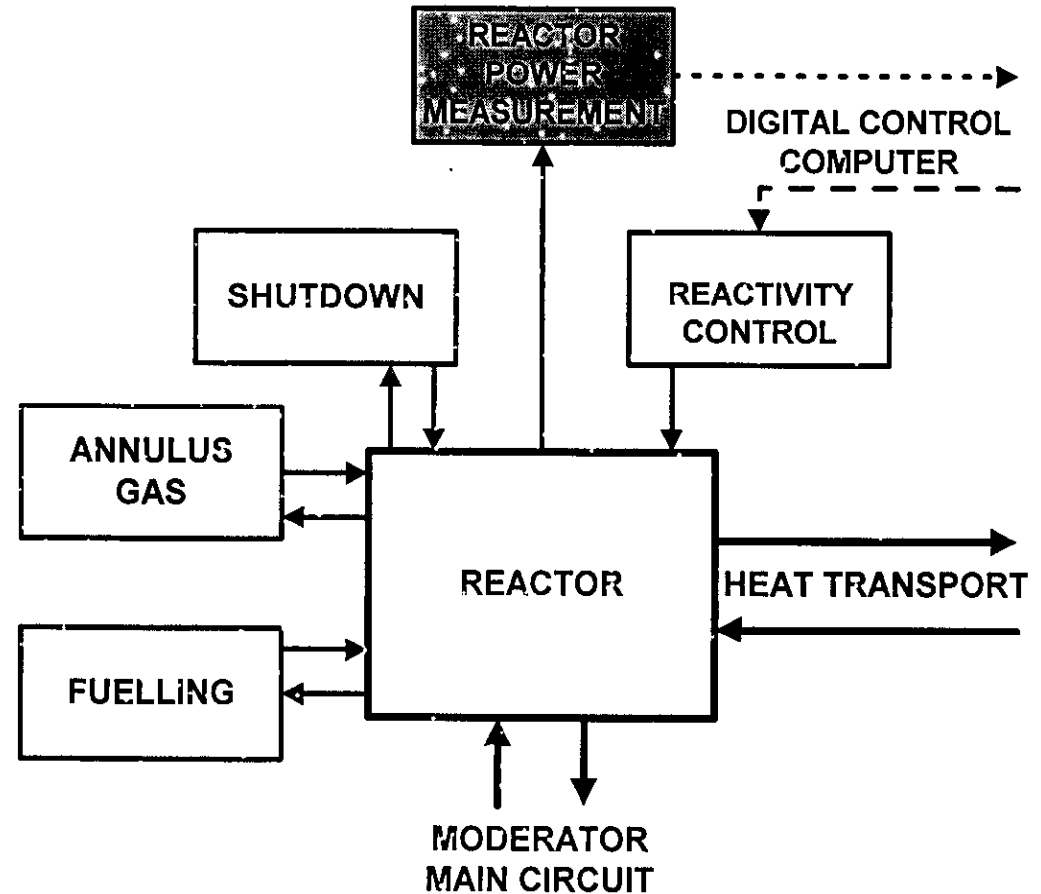 REACTOR
POWER
MEASUREMENT
DIGITAL CONTROL
COMPUTER
SHUTDOWN
REACTIVITY
CONTROL
ANNULUS
GAS
REACTOR
HEAT TRANSPORT
FUELLING
MODERATOR
MAIN CIRCUIT